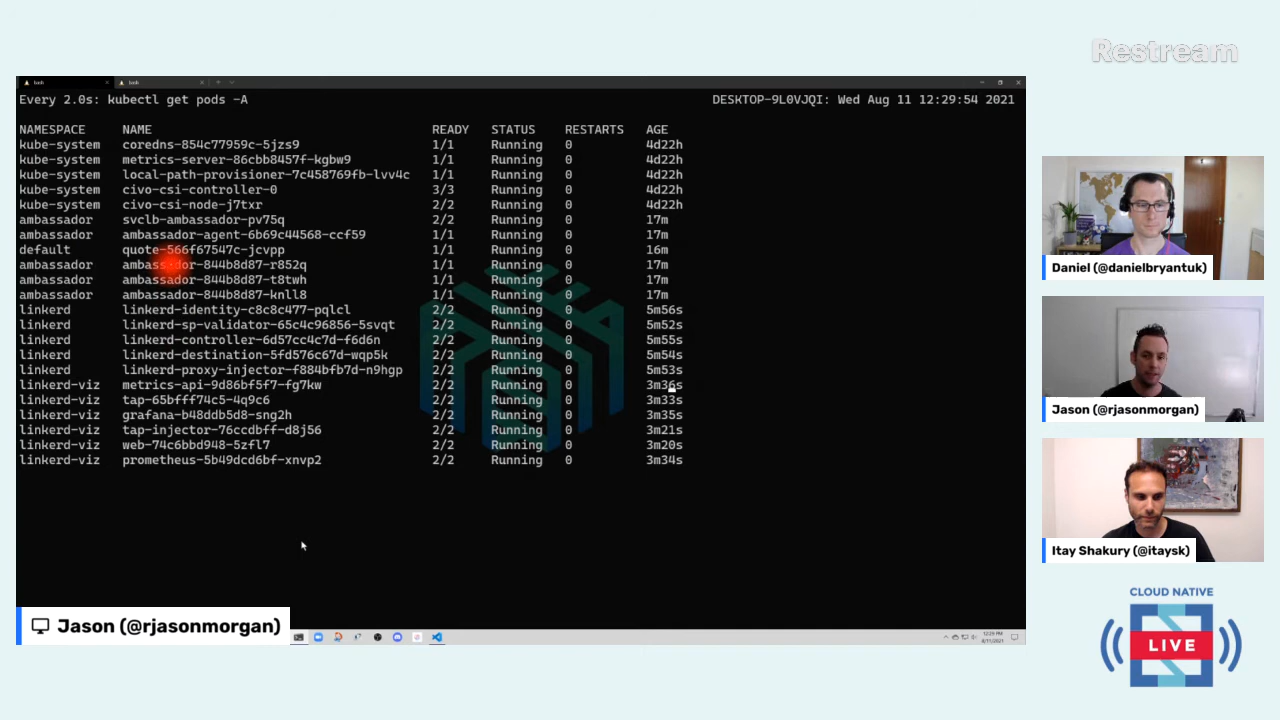 Restream
bash
bash
Every 2.0s: kubectl get pods -A
DESKTOP-9L0VJQI: Wed Aug 11 12:29:54 2021
NAMESPACE NAME READY STATUS RESTARTS AGE
kube-system coredns-854c77959c-5jzs9 1/1 Running 0 4d22h
kube-system metrics-server-86cbb8457f-kgbw9 1/1 Running 0 4d22h
kube-system local-path-provisioner-7c458769fb-lvv4c 1/1 Running 0 4d22h
kube-system civo-csi-controller-0 3/3 Running 0 4d22h
kube-system civo-csi-node-j7txr 2/2 Running 0 4d22h
ambassador svclb-ambassador-pv75q 2/2 Running 0 17m
ambassador ambassador-agent-6b69c44568-ccf59 1/1 Running 0 17m
default quote-566f67547c-jcvpp 1/1 Running 0 16m
ambassador ambassador-844b8d87-r852q 1/1 Running 0 17m
ambassador ambassador-844b8d87-t8twh 1/1 Running 0 17m
ambassador ambassador-844b8d87-knll8 1/1 Running 0 17m
linkerd linkerd-identity-c8c8c477-pqlcl 2/2 Running 0 5m56s
linkerd linkerd-sp-validator-65c4c96856-5svqt 2/2 Running 0 5m52s
linkerd linkerd-controller-6d57cc4c7d-f6d6n 2/2 Running 0 5m55s
linkerd linkerd-destination-5fd576c67d-wqp5k 2/2 Running 0 5m54s
linkerd linkerd-proxy-injector-f884bfb7d-n9hgp 2/2 Running 0 5m53s
linkerd-viz metrics-api-9d86bf5f7-fg7kw 2/2 Running 0 3m36s
linkerd-viz tap-65bfff74c5-4q9c6 2/2 Running 0 3m33s
linkerd-viz grafana-b48ddb5d8-sng2h 2/2 Running 0 3m35s
linkerd-viz tap-injector-76ccdbff-d8j56 2/2 Running 0 3m21s
linkerd-viz web-74c6bbd948-5zfl7 2/2 Running 0 3m20s
linkerd-viz prometheus-5b49dcd6bf-xnvp2 2/2 Running 0 3m34s
Jason (@rjasonmorgan)
Daniel (@danielbryantuk)
Jason (@rjasonmorgan)
Itay Shakury (@itaysk)
CLOUD NATIVE
LIVE